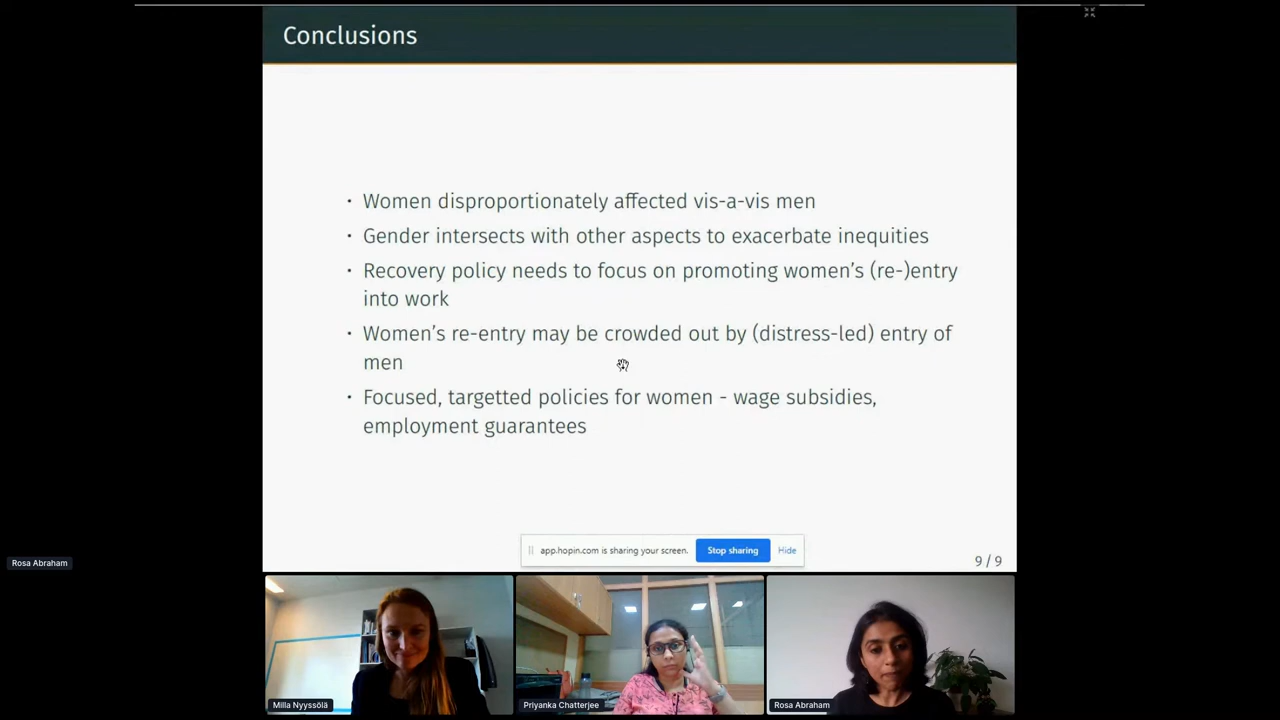 Conclusions
· Women disproportionately affected vis-a-vis men
· Gender intersects with other aspects to exacerbate inequities
· Recovery policy needs to focus on promoting women's (re-)entry
into work
· Women's re-entry may be crowded out by (distress-led) entry of
men
· Focused, targetted policies for women - wage subsidies,
employment guarantees
app.hopin.com is sharing your screen. Stop sharing Hide
9 / 9
Rosa Abraham
Milla Nyyssölä
Priyanka Chatterjee
Rosa Abraham